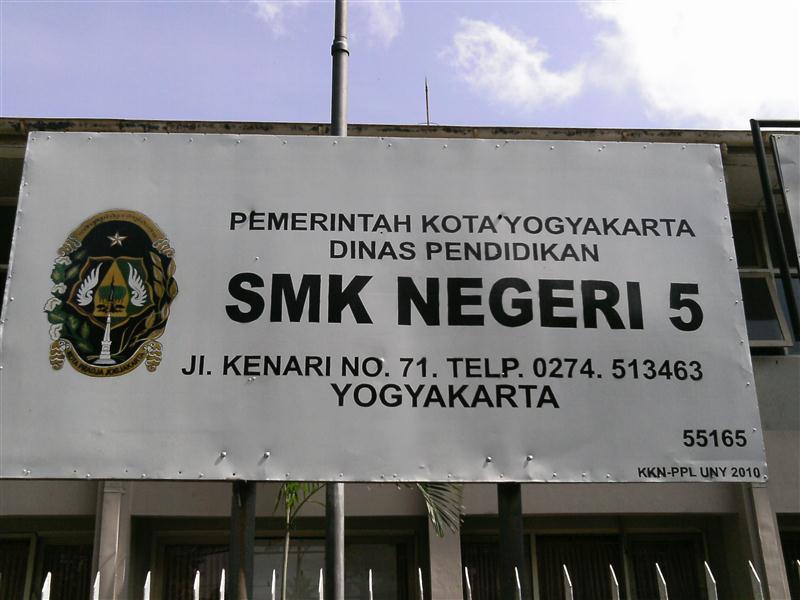 PEMERINTAH KOTA YOGYAKARTA
DINAS PENDIDIKAN
SMK NEGERI 5
Jl. KENARI NO. 71. TELP. 0274. 513463
YOGYAKARTA
55165
KKN-PPL UNY 2010